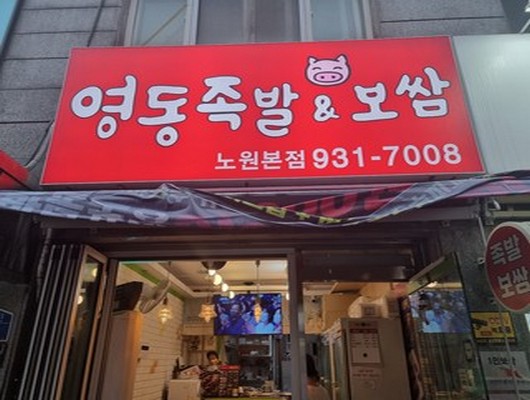 영동족발 & 보쌈
노원본점 931-7008
족발
보쌈